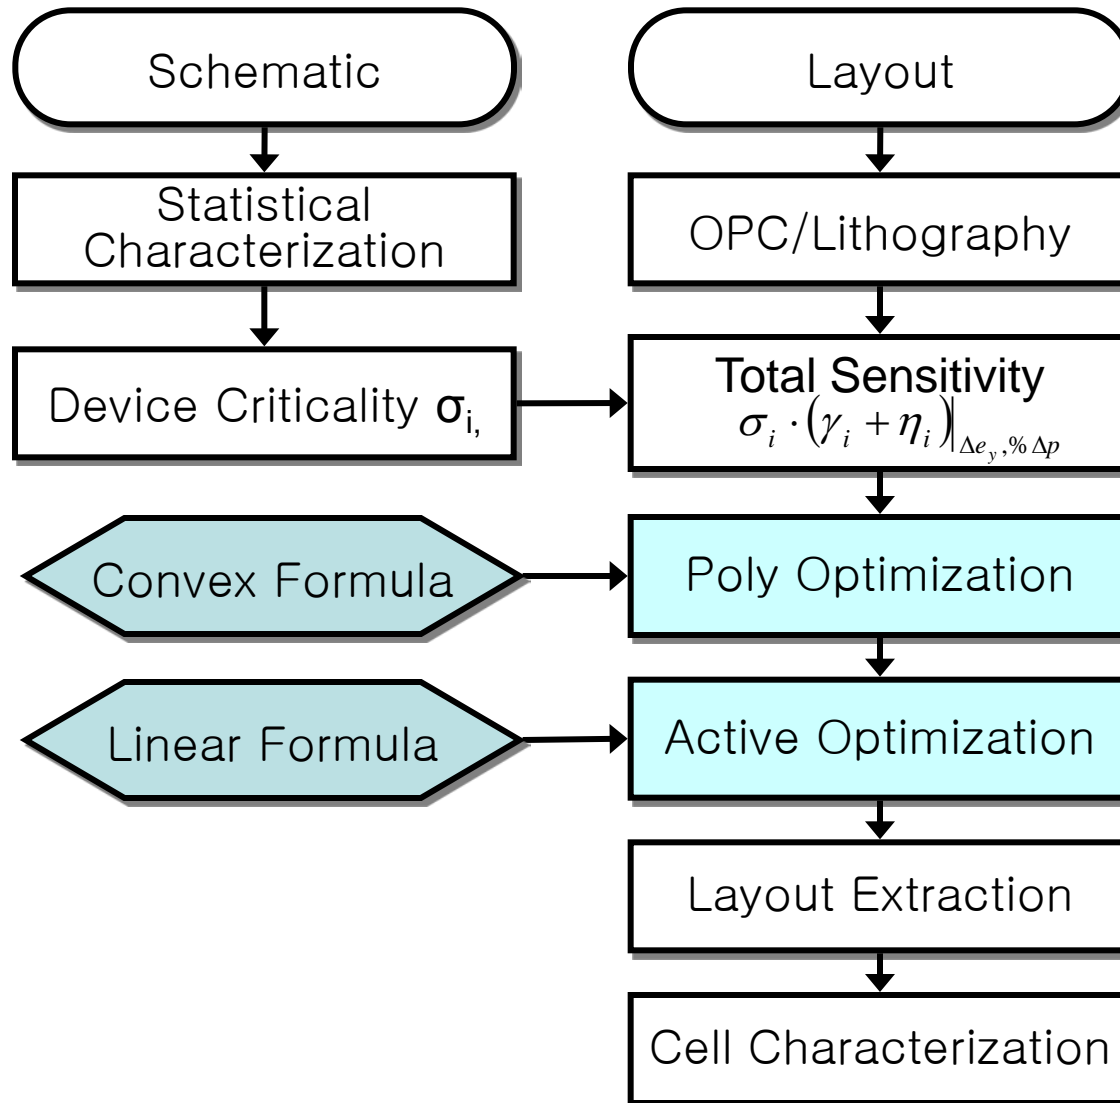 Schematic
Layout
Statistical
Characterization
OPC/Lithography
Device Criticality σi,
Total Sensitivity
σi · (γi + ηi)|Δey,% Δp
Convex Formula
Poly Optimization
Linear Formula
Active Optimization
Layout Extraction
Cell Characterization